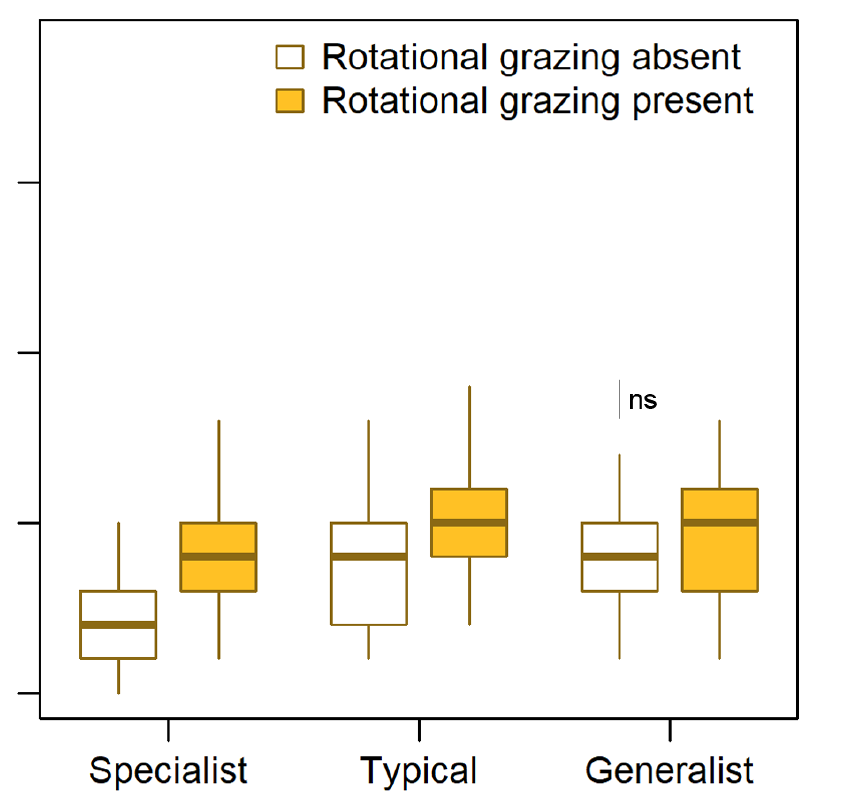 Rotational grazing absent
Rotational grazing present
ns
Specialist Typical Generalist